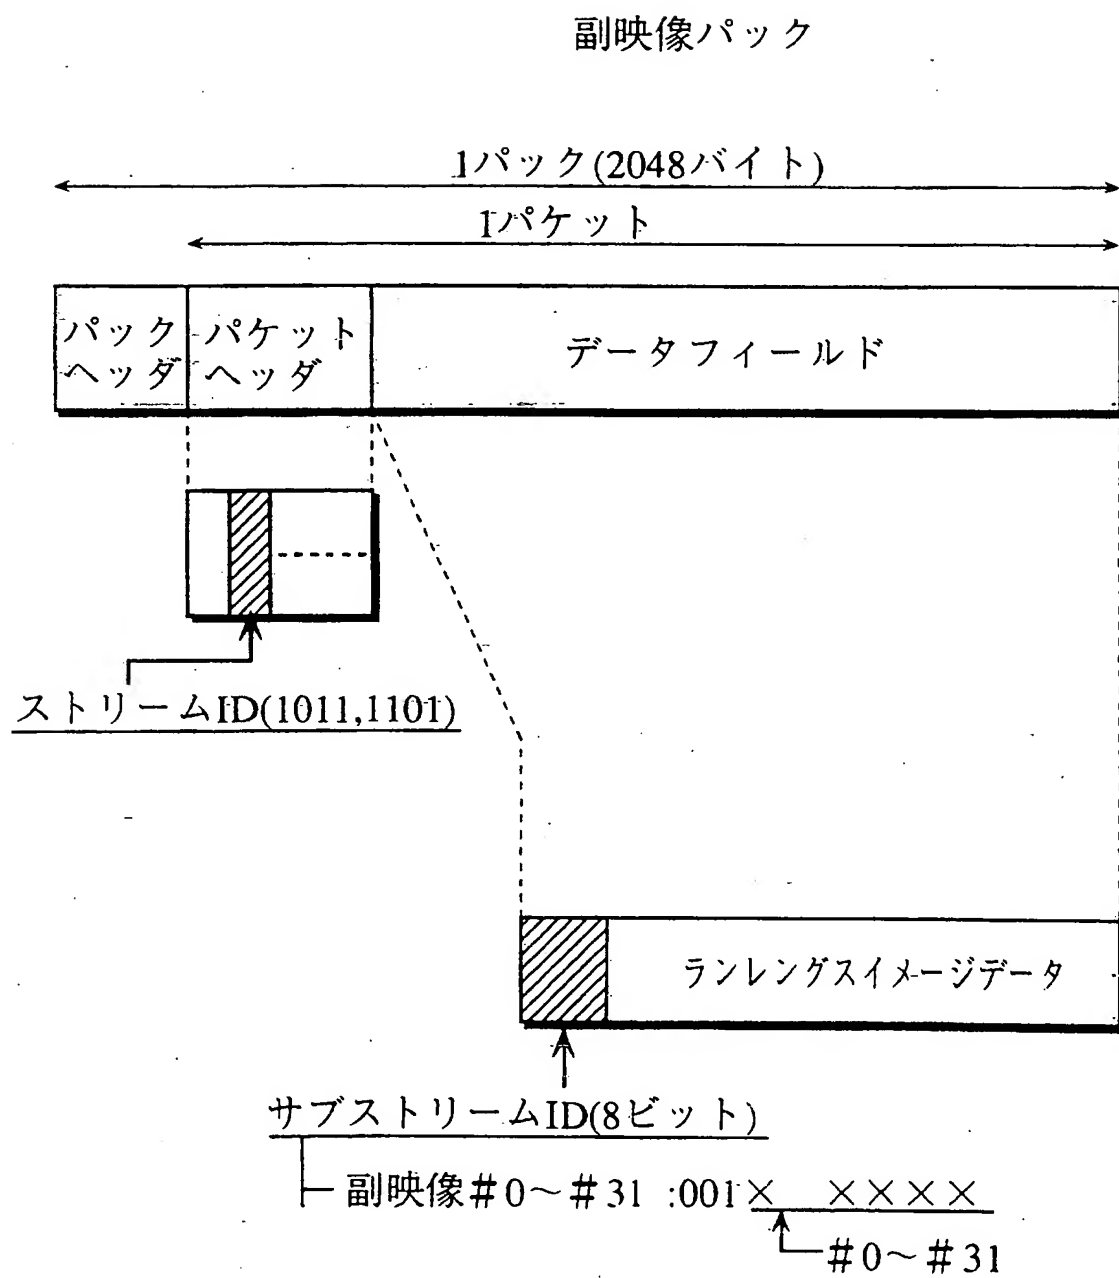 副映像パック
1パック(2048バイト)
1パケット
パック
ヘッダ
パケット
ヘッダ
データフィールド
ストリームID(1011,1101)
ランレングスイメージデータ
サブストリームID(8ビット)
副映像#0～#31 :001× ××××
#0～#31